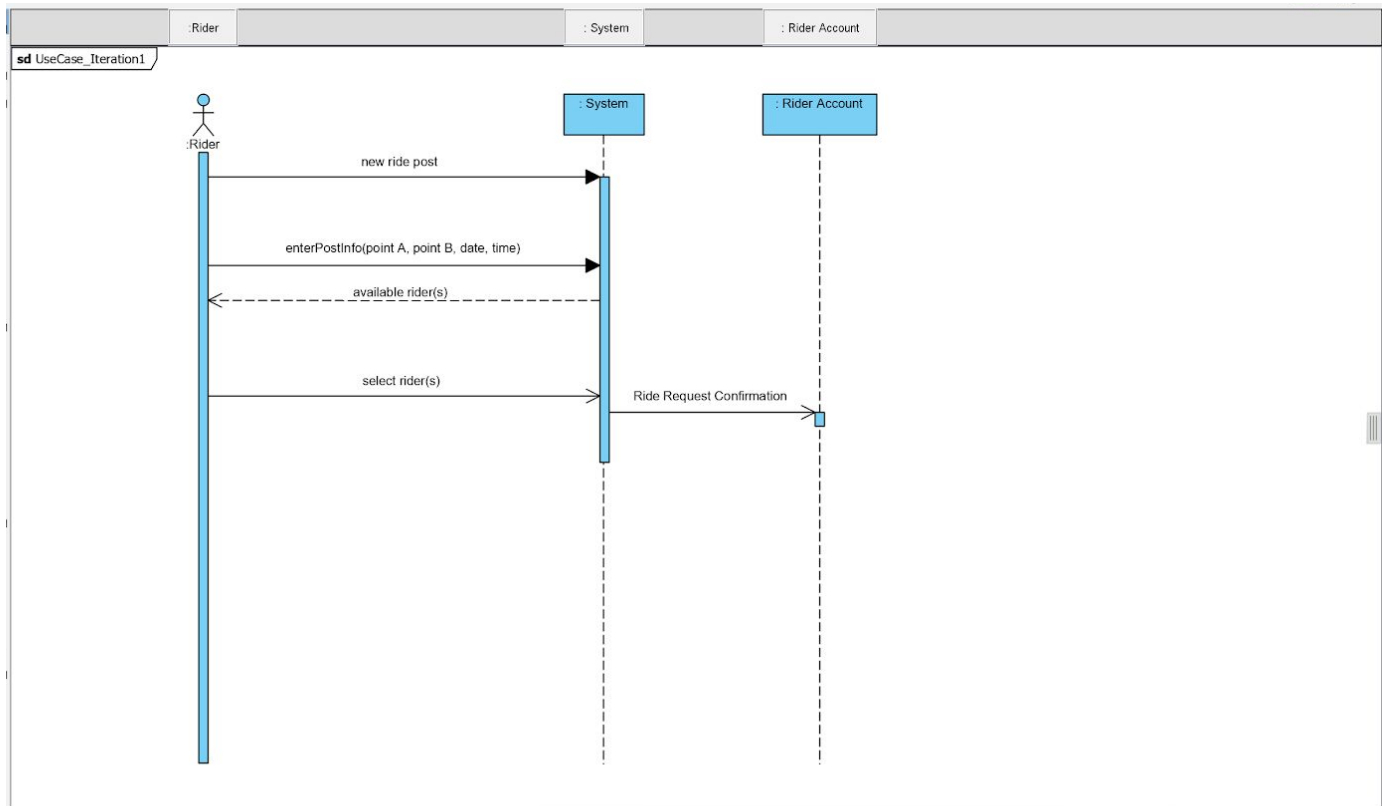 :Rider
: System
: Rider Account
sd UseCase_Iteration1
: System
: Rider Account
:Rider
new ride post
enterPostInfo(point A, point B, date, time)
available rider(s)
select rider(s)
Ride Request Confirmation